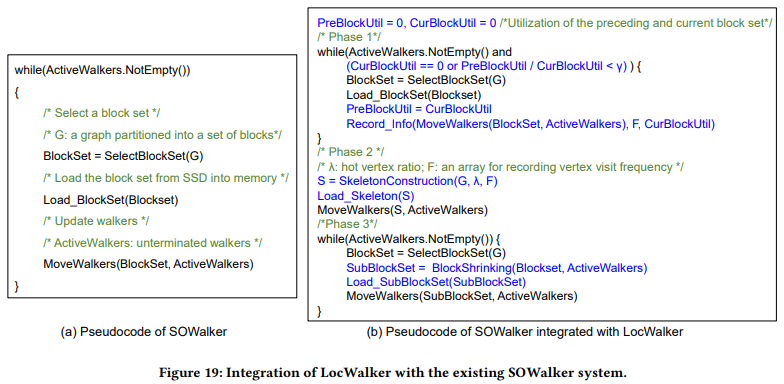 while(ActiveWalkers.NotEmpty())
{
/* Select a block set */
/* G: a graph partitioned into a set of blocks*/
BlockSet = SelectBlockSet(G)
/* Load the block set from SSD into memory */
Load_BlockSet(Blockset)
/* Update walkers */
/* ActiveWalkers: unterminated walkers */
MoveWalkers(BlockSet, ActiveWalkers)
}
(a) Pseudocode of SOWalker
PreBlockUtil = 0, CurBlockUtil = 0 /*Utilization of the preceding and current block set*/
/* Phase 1*/
while(ActiveWalkers.NotEmpty() and
(CurBlockUtil == 0 or PreBlockUtil / CurBlockUtil < γ) ) {
BlockSet = SelectBlockSet(G)
Load_BlockSet(Blockset)
PreBlockUtil = CurBlockUtil
Record_Info(MoveWalkers(BlockSet, ActiveWalkers), F, CurBlockUtil)
}
/* Phase 2 */
/* λ: hot vertex ratio; F: an array for recording vertex visit frequency */
S = SkeletonConstruction(G, λ, F)
Load_Skeleton(S)
MoveWalkers(S, ActiveWalkers)
/*Phase 3*/
while(ActiveWalkers.NotEmpty()) {
BlockSet = SelectBlockSet(G)
SubBlockSet = BlockShrinking(Blockset, ActiveWalkers)
Load_SubBlockSet(SubBlockSet)
MoveWalkers(SubBlockSet, ActiveWalkers)
}
(b) Pseudocode of SOWalker integrated with LocWalker
Figure 19: Integration of LocWalker with the existing SOWalker system.